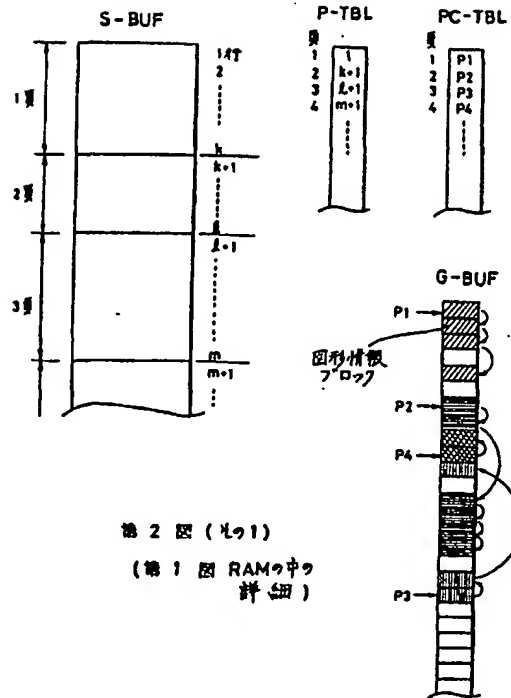 S-BUF
1行
2
1頁
k
k+1
2頁
l
l+1
3頁
m
m+1
P-TBL
頁
1 1
2 k+1
3 l+1
4 m+1
PC-TBL
頁
1 P1
2 P2
3 P3
4 P4
G-BUF
P1
図形情報
ブロック
P2
P4
P3
第2図(その1)
(第1図 RAMの中の
詳細)